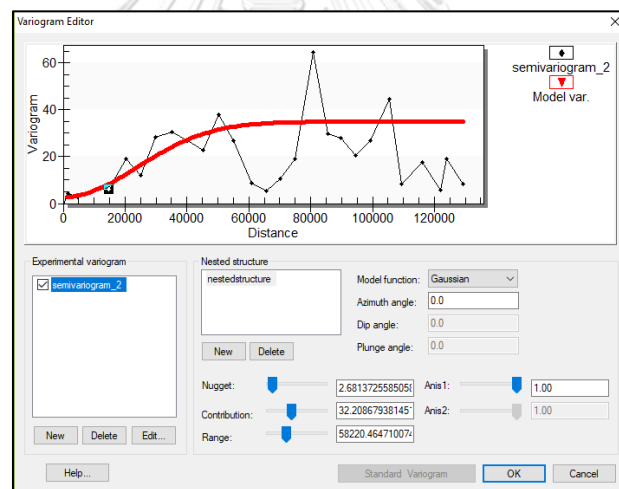 Variogram Editor
60
40
20
0
Variogram
0 20000 40000 60000 80000 100000 120000
Distance
semivariogram_2
Model var.
Experimental variogram
semivariogram_2
New Delete Edit...
Nested structure
nestedstructure
New Delete
Model function: Gaussian
Azimuth angle: 0.0
Dip angle: 0.0
Plunge angle: 0.0
Nugget: 2.681372558505 Anis1: 1.00
Contribution: 32.2086793814 Anis2: 1.00
Range: 58220.464710074
Help... Standard Variogram OK Cancel